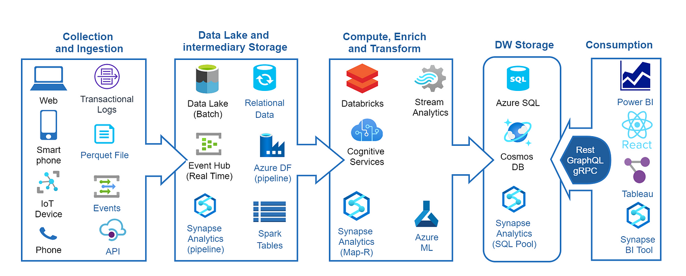 Collection
and Ingestion
Web
Transactional
Logs
Smart
phone
Perquet File
IoT
Device
Events
Phone
API
Data Lake and
intermediary Storage
Data Lake
(Batch)
Relational
Data
Event Hub
(Real Time)
Azure DF
(pipeline)
Synapse
Analytics
(pipeline)
Spark
Tables
Compute, Enrich
and Transform
Databricks
Stream
Analytics
Cognitive
Services
Synapse
Analytics
(Map-R)
Azure
ML
DW Storage
SQL
Azure SQL
Cosmos
DB
Synapse
Analytics
(SQL Pool)
Rest
GraphQL
gRPC
Consumption
Power BI
React
Tableau
Synapse
BI Tool